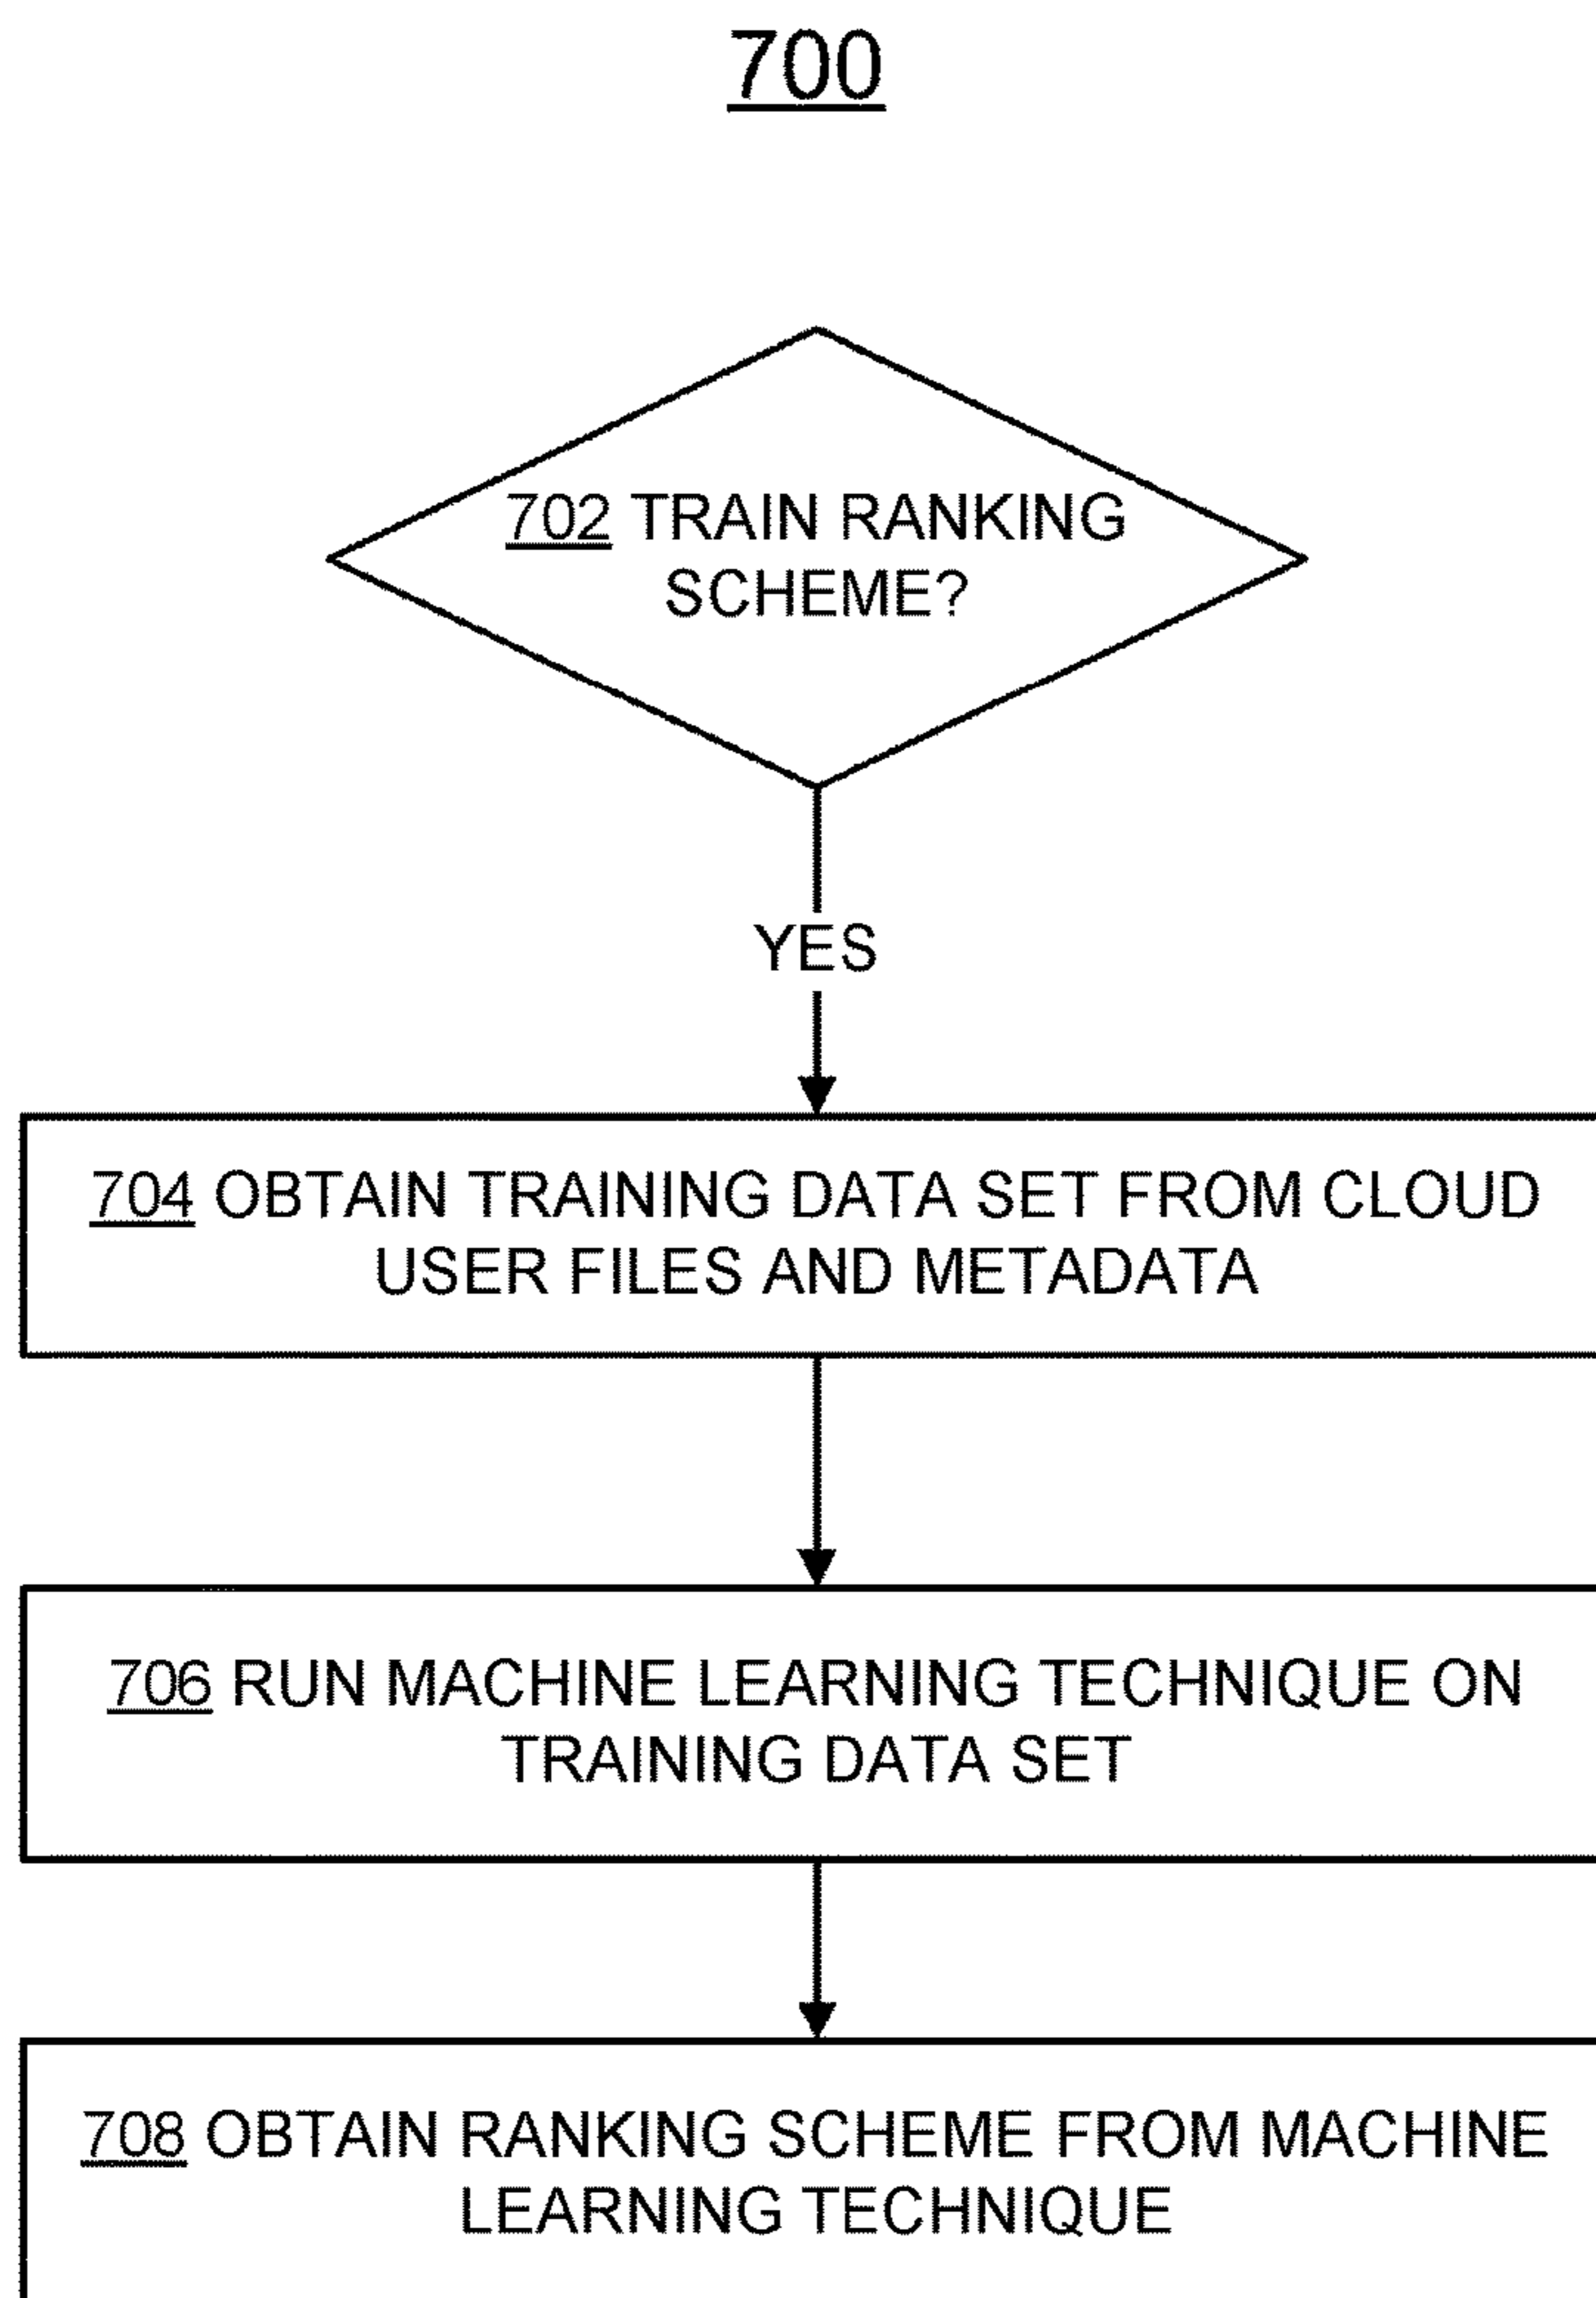 700
702 TRAIN RANKING
SCHEME?
YES
704 OBTAIN TRAINING DATA SET FROM CLOUD
USER FILES AND METADATA
706 RUN MACHINE LEARNING TECHNIQUE ON
TRAINING DATA SET
708 OBTAIN RANKING SCHEME FROM MACHINE
LEARNING TECHNIQUE